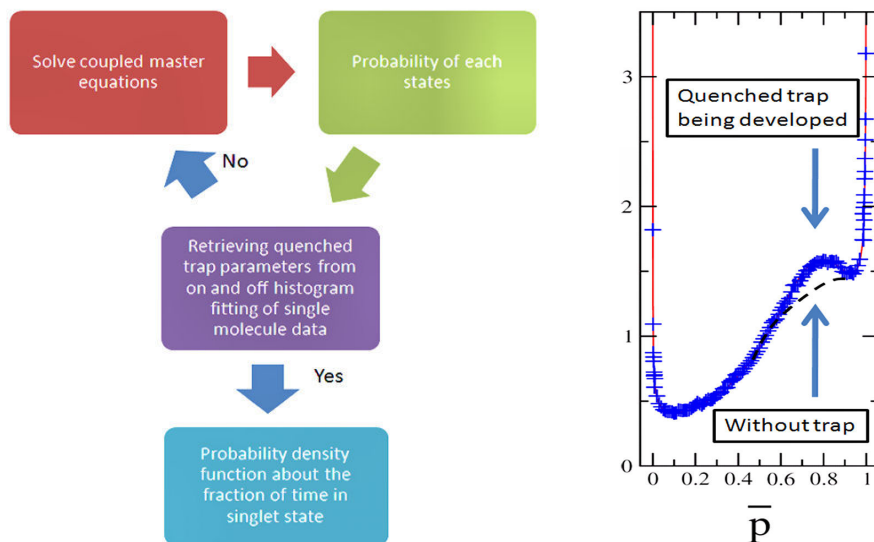 Solve coupled master
equations
Probability of each
states
No
Retrieving quenched
trap parameters from
on and off histogram
fitting of single
molecule data
Yes
Probability density
function about the
fraction of time in
singlet state
3
2
1
0
Quenched trap
being developed
Without trap
0 0.2 0.4 0.6 0.8 1
p